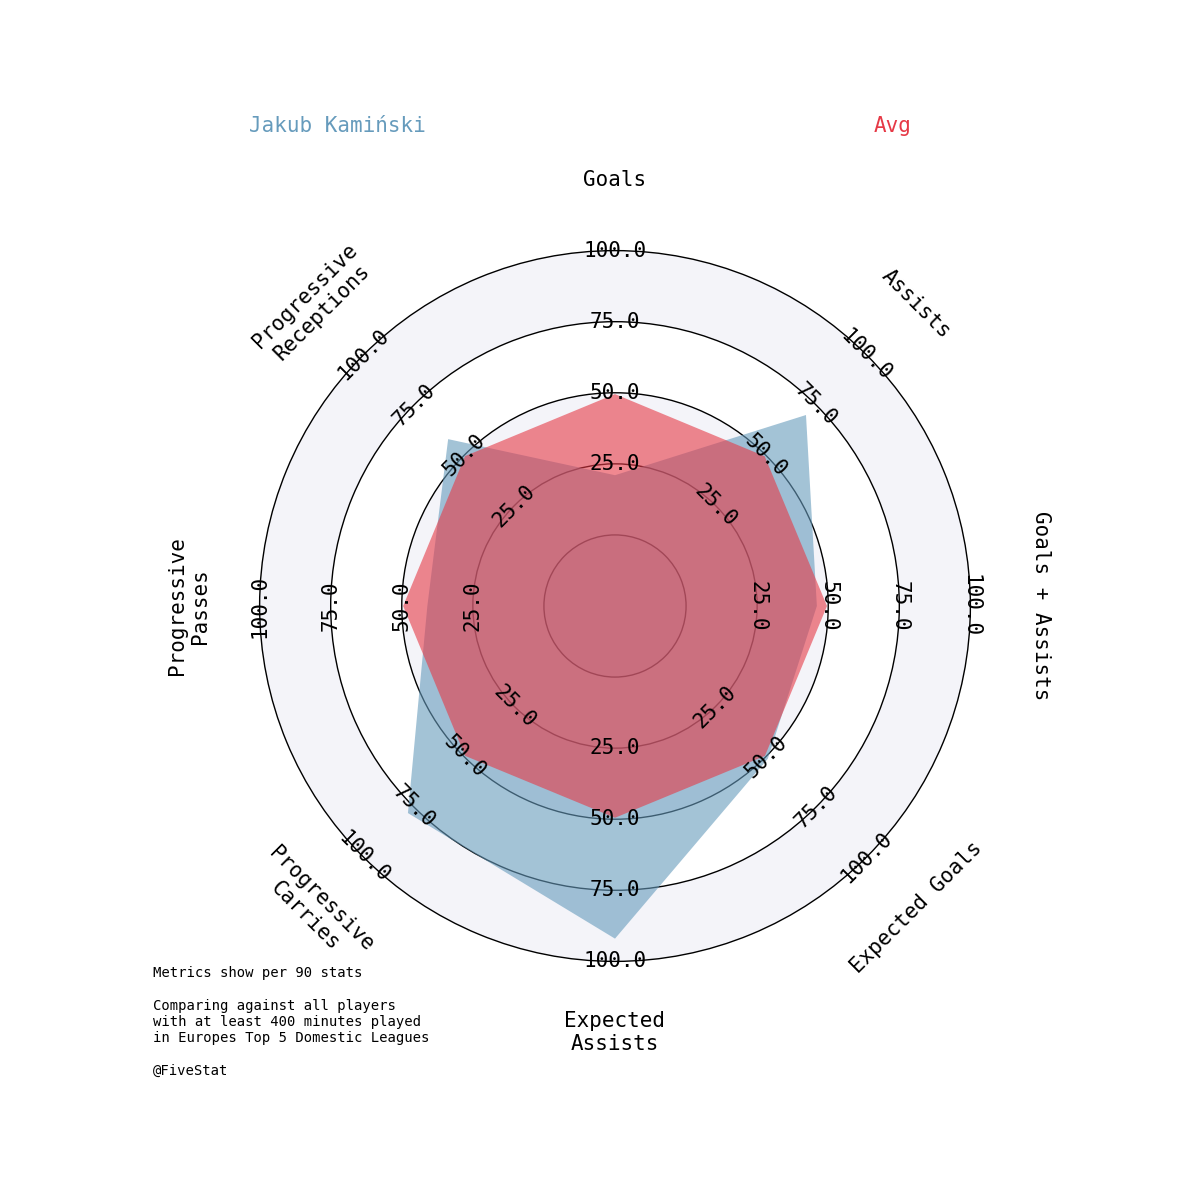 Jakub Kamiński
Avg
Goals
Assists
Goals + Assists
Expected Goals
Expected
Assists
Progressive
Carries
Progressive
Passes
Progressive
Receptions
25.0
50.0
75.0
100.0
25.0
50.0
75.0
100.0
25.0
50.0
75.0
100.0
25.0
50.0
75.0
100.0
25.0
50.0
75.0
100.0
25.0
50.0
75.0
100.0
25.0
50.0
75.0
100.0
25.0
50.0
75.0
100.0
Metrics show per 90 stats
Comparing against all players
with at least 400 minutes played
in Europes Top 5 Domestic Leagues
@FiveStat